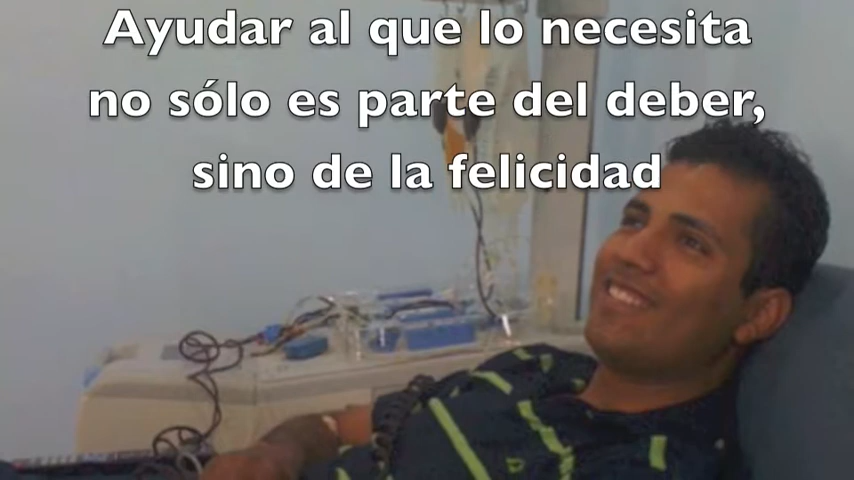 Ayudar al que lo necesita
no sólo es parte del deber,
sino de la felicidad